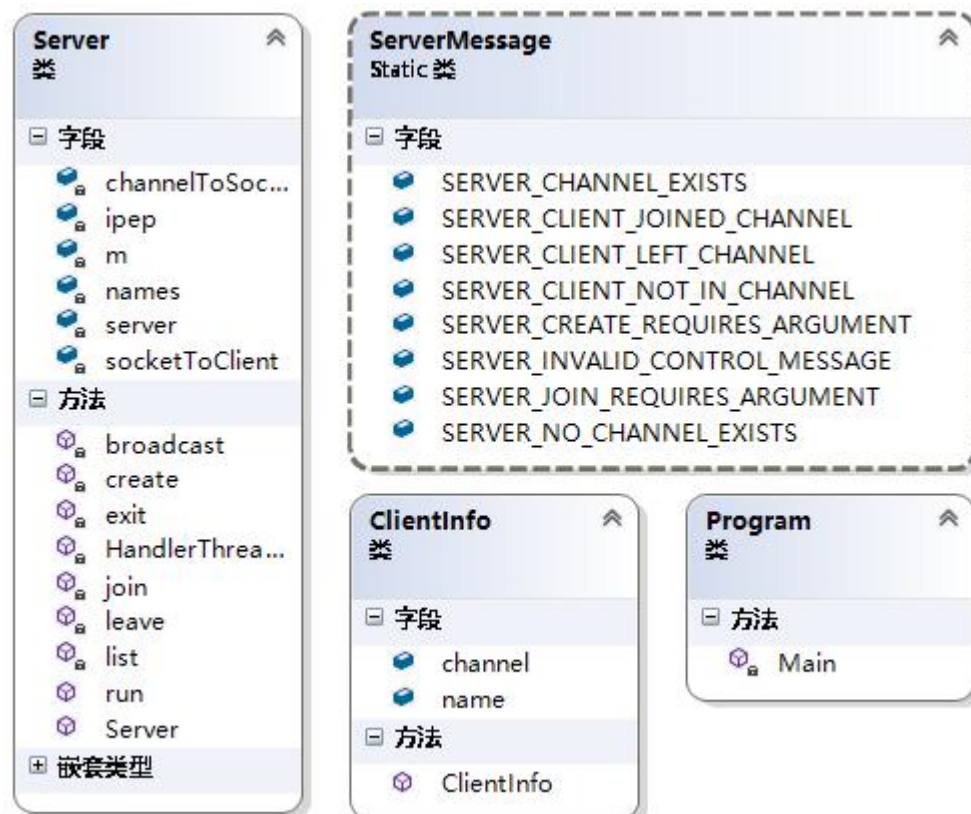 Server
类
字段
channelToSoc...
ipep
m
names
server
socketToClient
方法
broadcast
create
exit
HandlerThrea...
join
leave
list
run
Server
嵌套类型
ServerMessage
Static 类
字段
SERVER_CHANNEL_EXISTS
SERVER_CLIENT_JOINED_CHANNEL
SERVER_CLIENT_LEFT_CHANNEL
SERVER_CLIENT_NOT_IN_CHANNEL
SERVER_CREATE_REQUIRES_ARGUMENT
SERVER_INVALID_CONTROL_MESSAGE
SERVER_JOIN_REQUIRES_ARGUMENT
SERVER_NO_CHANNEL_EXISTS
ClientInfo
类
字段
channel
name
方法
ClientInfo
Program
类
方法
Main